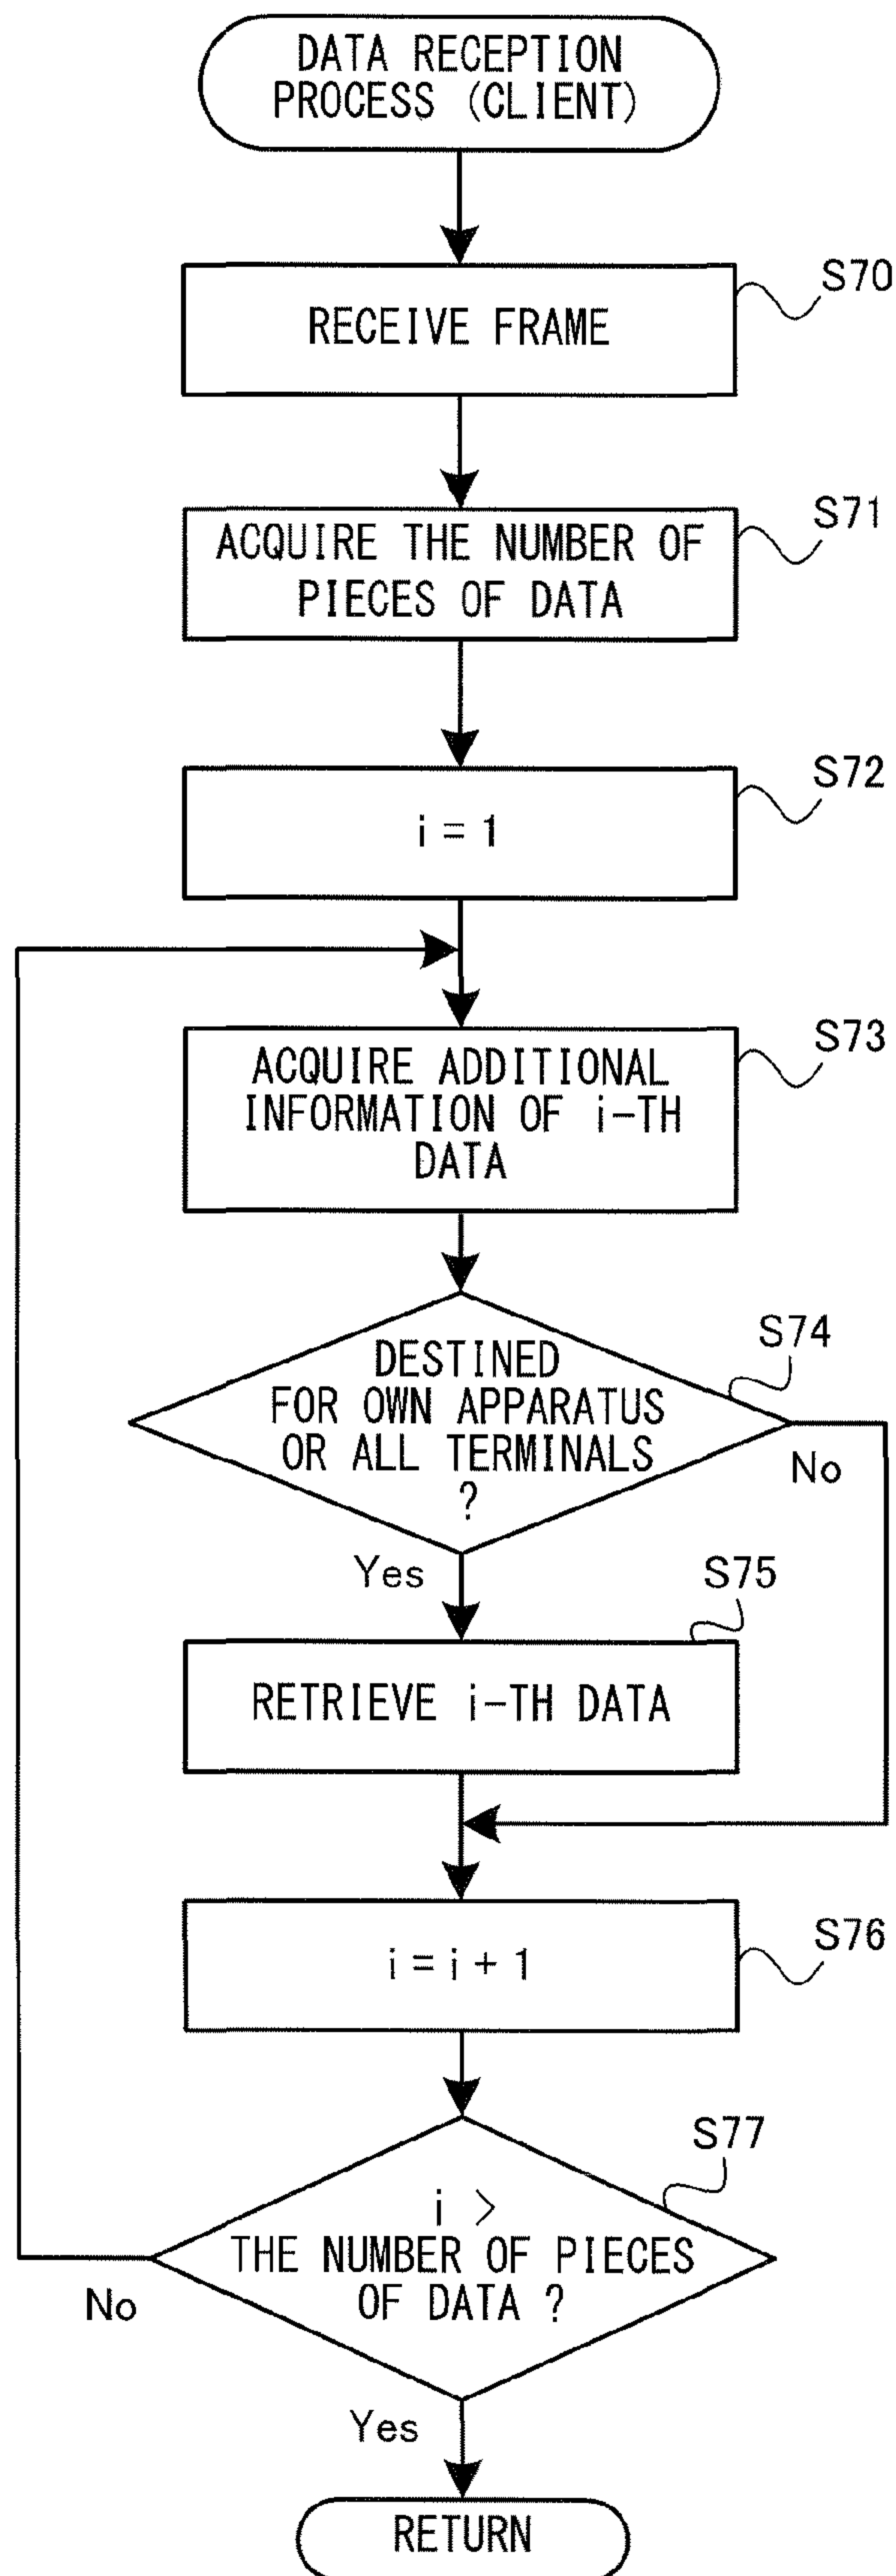 DATA RECEPTION
PROCESS (CLIENT)
S70
RECEIVE FRAME
S71
ACQUIRE THE NUMBER OF
PIECES OF DATA
S72
i = 1
S73
ACQUIRE ADDITIONAL
INFORMATION OF i-TH
DATA
S74
DESTINED
FOR OWN APPARATUS
OR ALL TERMINALS
?
No
Yes
S75
RETRIEVE i-TH DATA
S76
i = i + 1
S77
i >
THE NUMBER OF PIECES
OF DATA ?
No
Yes
RETURN